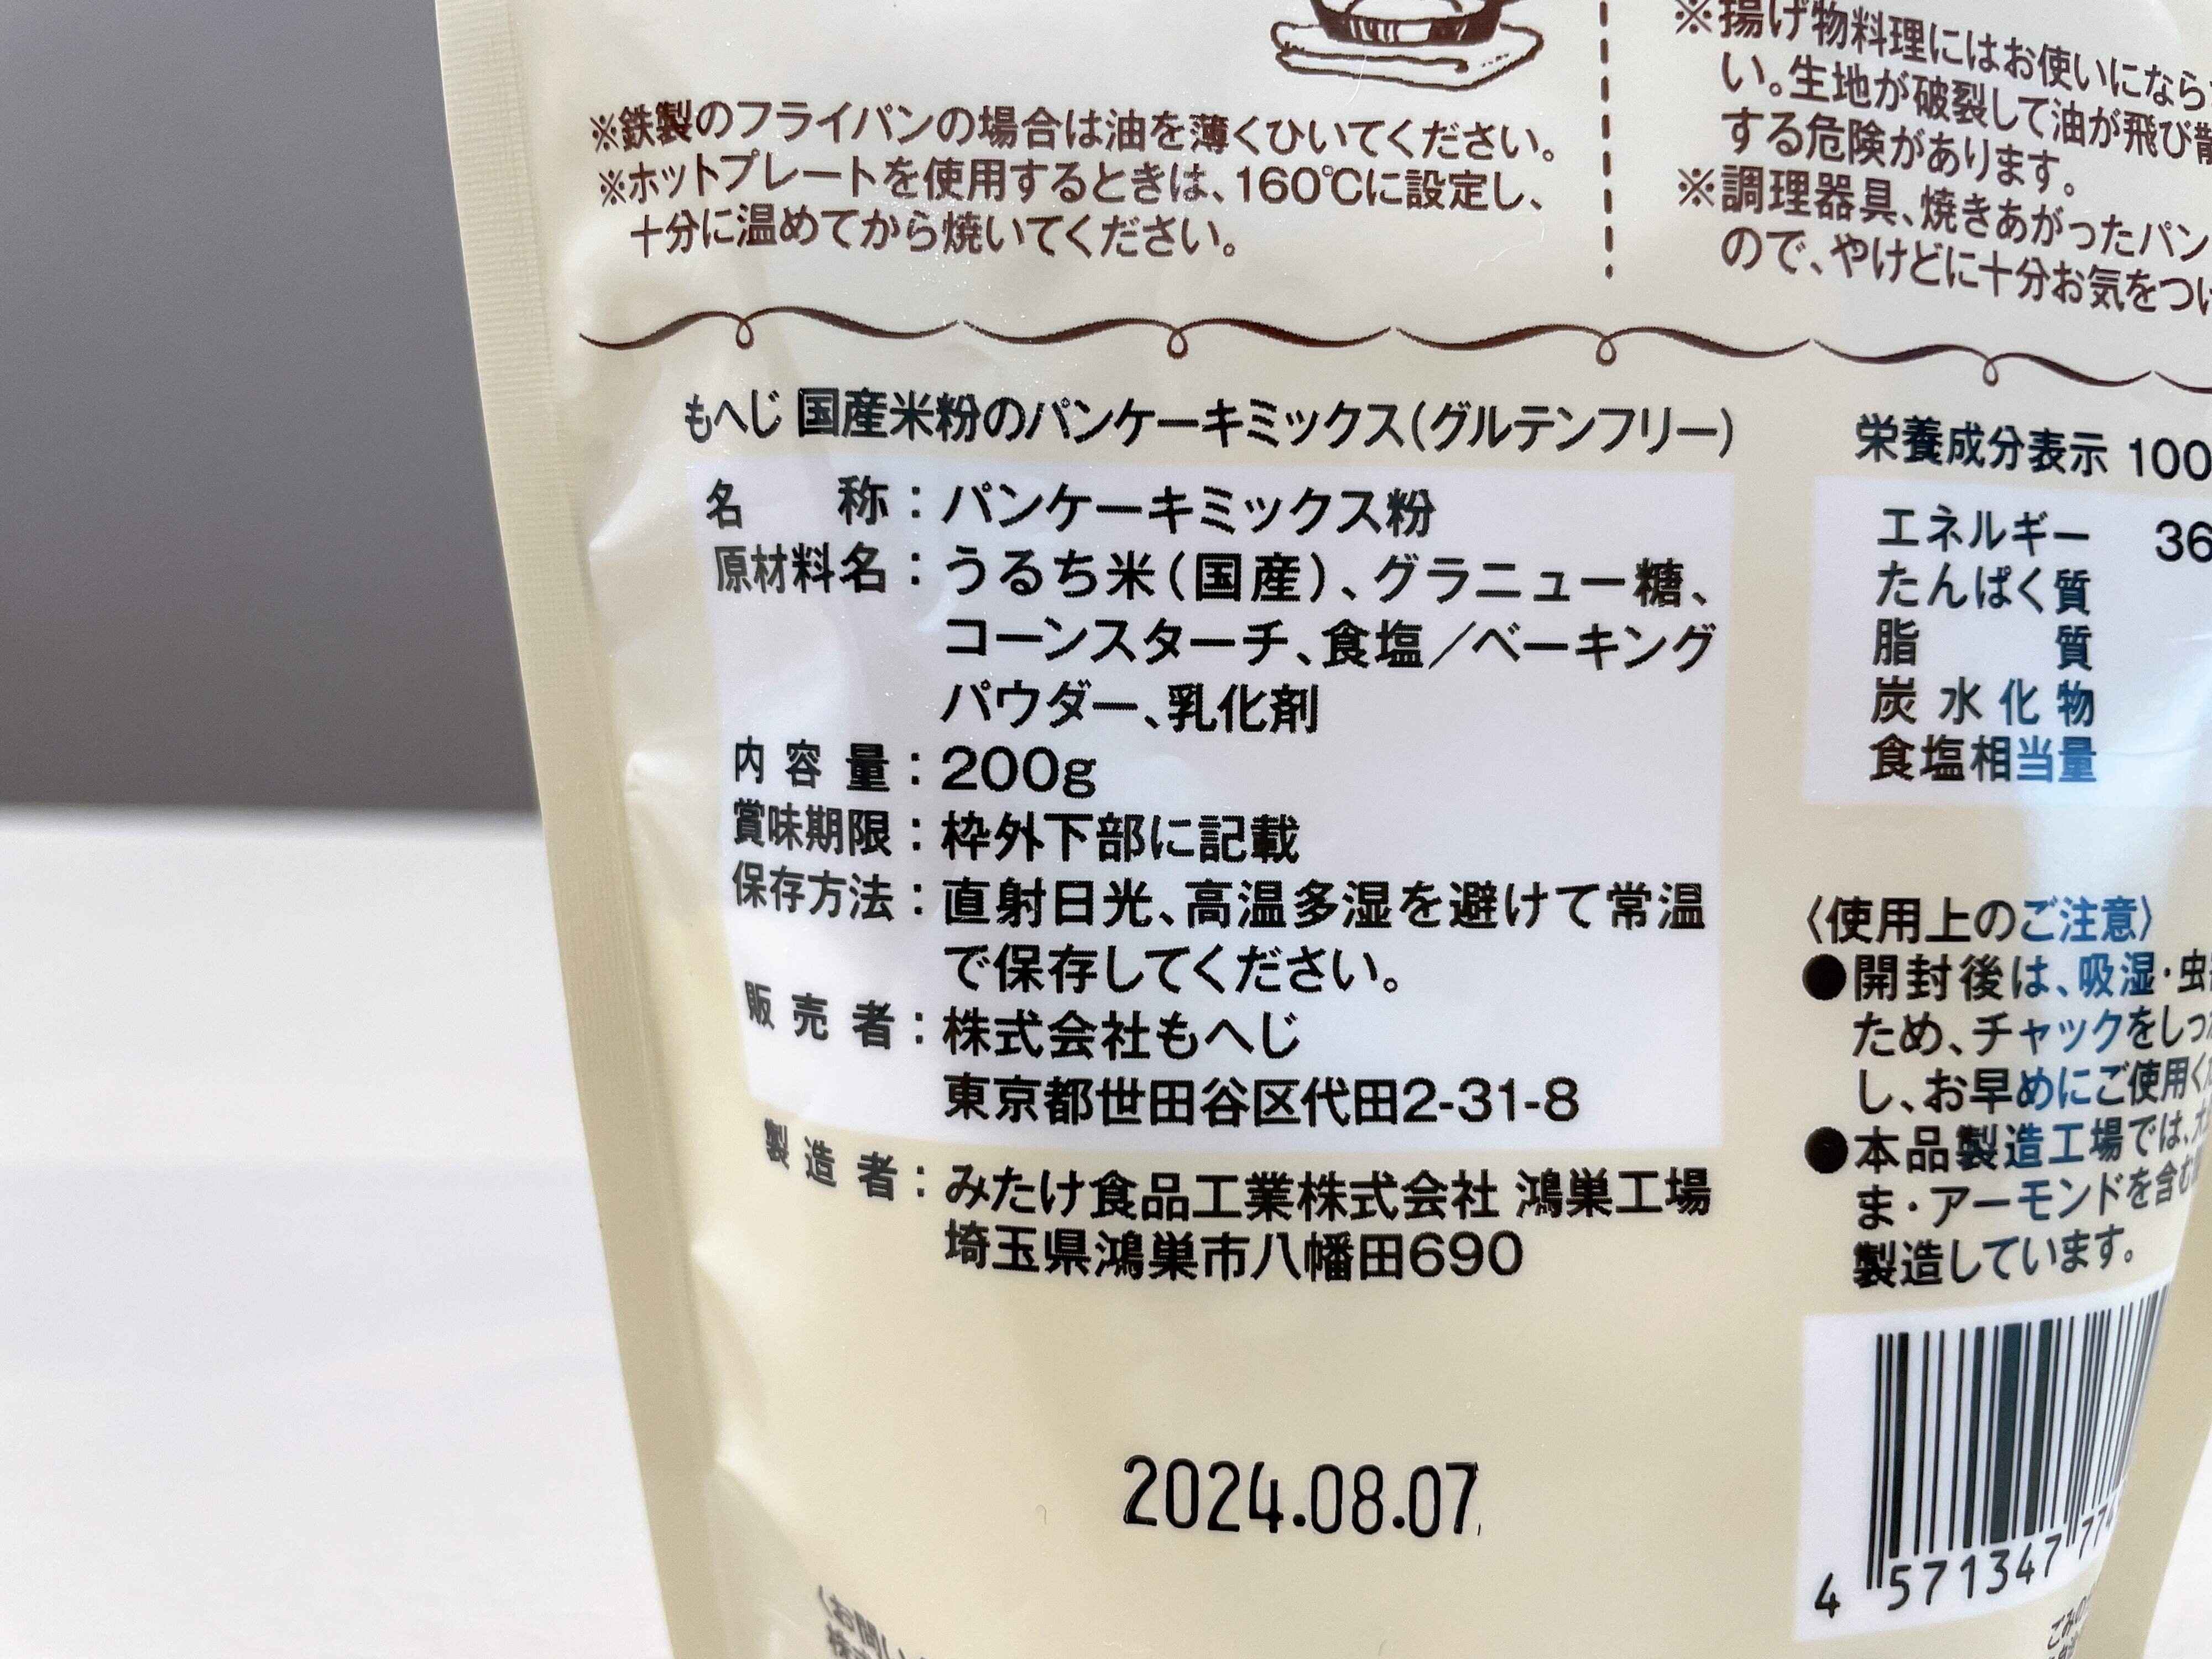 ※鉄製のフライパンの場合は油を薄くひいてください。
※ホットプレートを使用するときは、160℃に設定し、
十分に温めてから焼いてください。
※揚げ物料理にはお使いになら
い。生地が破裂して油が飛び散
する危険があります。
※調理器具、焼きあがったパン
ので、やけどに十分お気をつけ
もへじ 国産米粉のパンケーキミックス(グルテンフリー)
名 称:パンケーキミックス粉
原材料名:うるち米(国産)、グラニュー糖、
コーンスターチ、食塩/ベーキング
パウダー、乳化剤
内容量:200g
賞味期限:枠外下部に記載
保存方法:直射日光、高温多湿を避けて常温
で保存してください。
販売者:株式会社もへじ
東京都世田谷区代田2-31-8
製造者:みたけ食品工業株式会社 鴻巣工場
埼玉県鴻巣市八幡田690
2024.08.07
栄養成分表示 100
エネルギー 36
たんぱく質
脂 質
炭水化物
食塩相当量
〈使用上のご注意〉
●開封後は、吸湿・虫
ため、チャックをしっ
し、お早めにご使用く
●本品製造工場では、
ま・アーモンドを含む
製造しています。
4 571347 77
〈お問い
株式